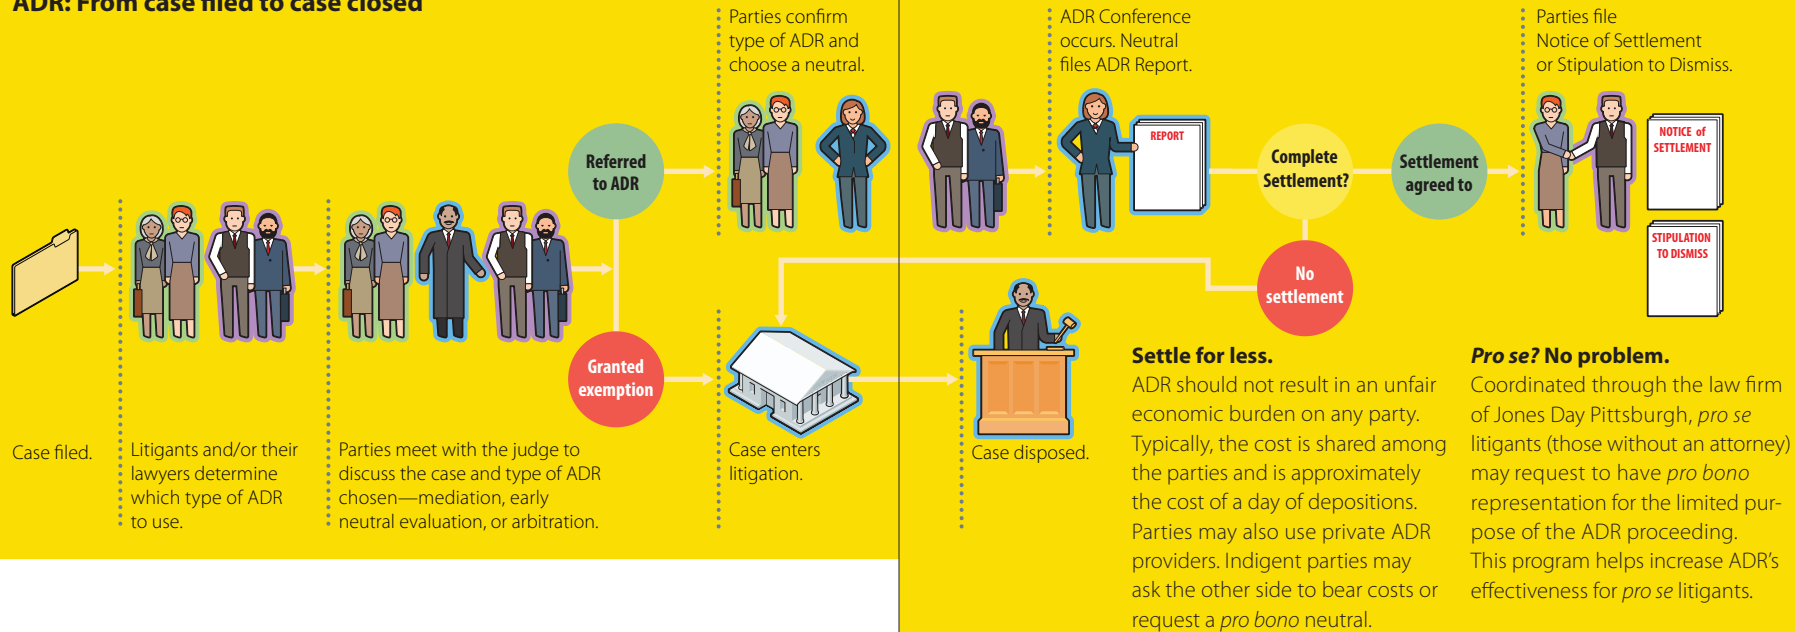 ADR: From case filed to case closed
Case filed.
Litigants and/or their
lawyers determine
which type of ADR
to use.
Parties meet with the judge to
discuss the case and type of ADR
chosen—mediation, early
neutral evaluation, or arbitration.
Referred
to ADR
Granted
exemption
Parties confirm
type of ADR and
choose a neutral.
Case enters
litigation.
ADR Conference
occurs. Neutral
files ADR Report.
REPORT
Complete
Settlement?
Settlement
agreed to
No
settlement
Parties file
Notice of Settlement
or Stipulation to Dismiss.
NOTICE of
SETTLEMENT
STIPULATION
TO DISMISS
Case disposed.
Settle for less.
ADR should not result in an unfair
economic burden on any party.
Typically, the cost is shared among
the parties and is approximately
the cost of a day of depositions.
Parties may also use private ADR
providers. Indigent parties may
ask the other side to bear costs or
request a pro bono neutral.
Pro se? No problem.
Coordinated through the law firm
of Jones Day Pittsburgh, pro se
litigants (those without an attorney)
may request to have pro bono
representation for the limited pur-
pose of the ADR proceeding.
This program helps increase ADR’s
effectiveness for pro se litigants.